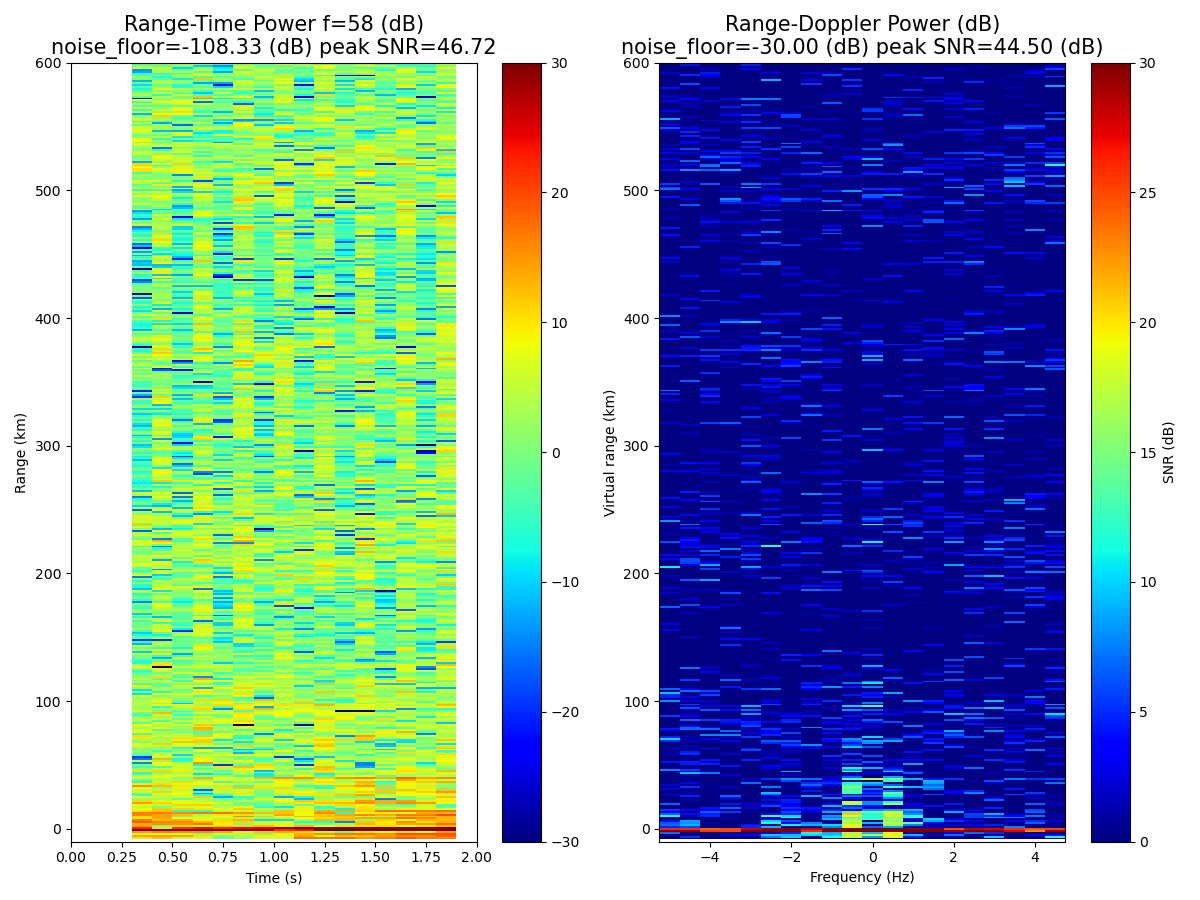 Range-Time Power f=58 (dB)
noise_floor=-108.33 (dB) peak SNR=46.72
Range (km)
600
500
400
300
200
100
0
0.00 0.25 0.50 0.75 1.00 1.25 1.50 1.75 2.00
Time (s)
30
20
10
0
−10
−20
−30
Range-Doppler Power (dB)
noise_floor=-30.00 (dB) peak SNR=44.50 (dB)
Virtual range (km)
600
500
400
300
200
100
0
−4 −2 0 2 4
Frequency (Hz)
30
25
20
15
10
5
0
SNR (dB)